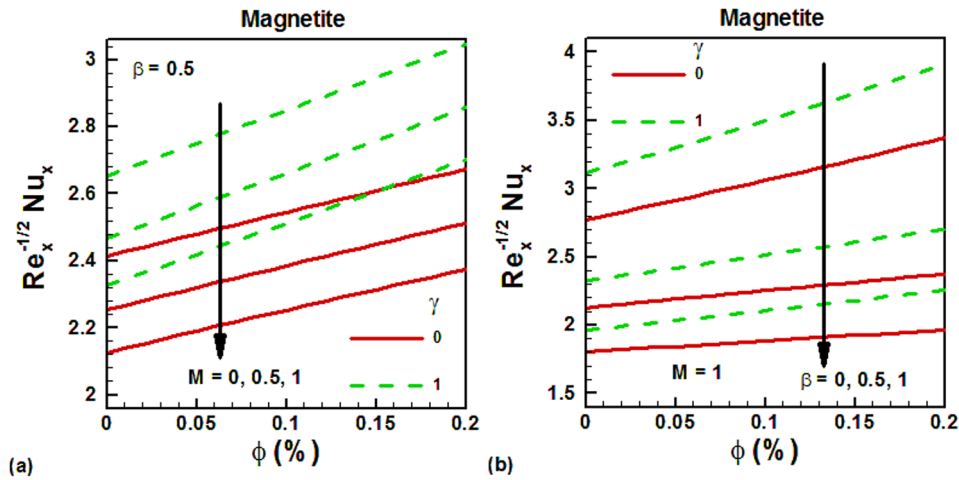 Magnetite
3
2.8
2.6
2.4
2.2
2
Re_x^-1/2 Nu_x
β = 0.5
γ
0
1
M = 0, 0.5, 1
0 0.05 0.1 0.15 0.2
ϕ (%)
(a)
Magnetite
4
3.5
3
2.5
2
1.5
Re_x^-1/2 Nu_x
γ
0
1
M = 1
β = 0, 0.5, 1
0 0.05 0.1 0.15 0.2
ϕ (%)
(b)